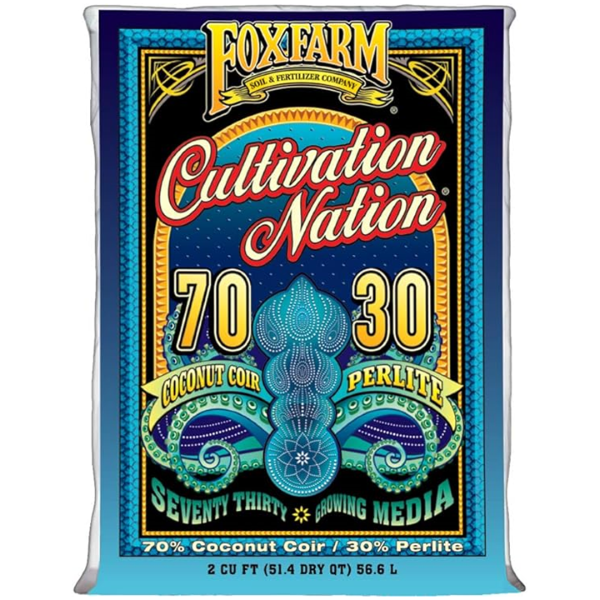 FOXFARM
SOIL & FERTILIZER COMPANY
®
Cultivation
Nation®
70 30
COCONUT COIR PERLITE
SEVENTY THIRTY GROWING MEDIA
70% Coconut Coir / 30% Perlite
2 CU FT (51.4 DRY QT) 56.6 L